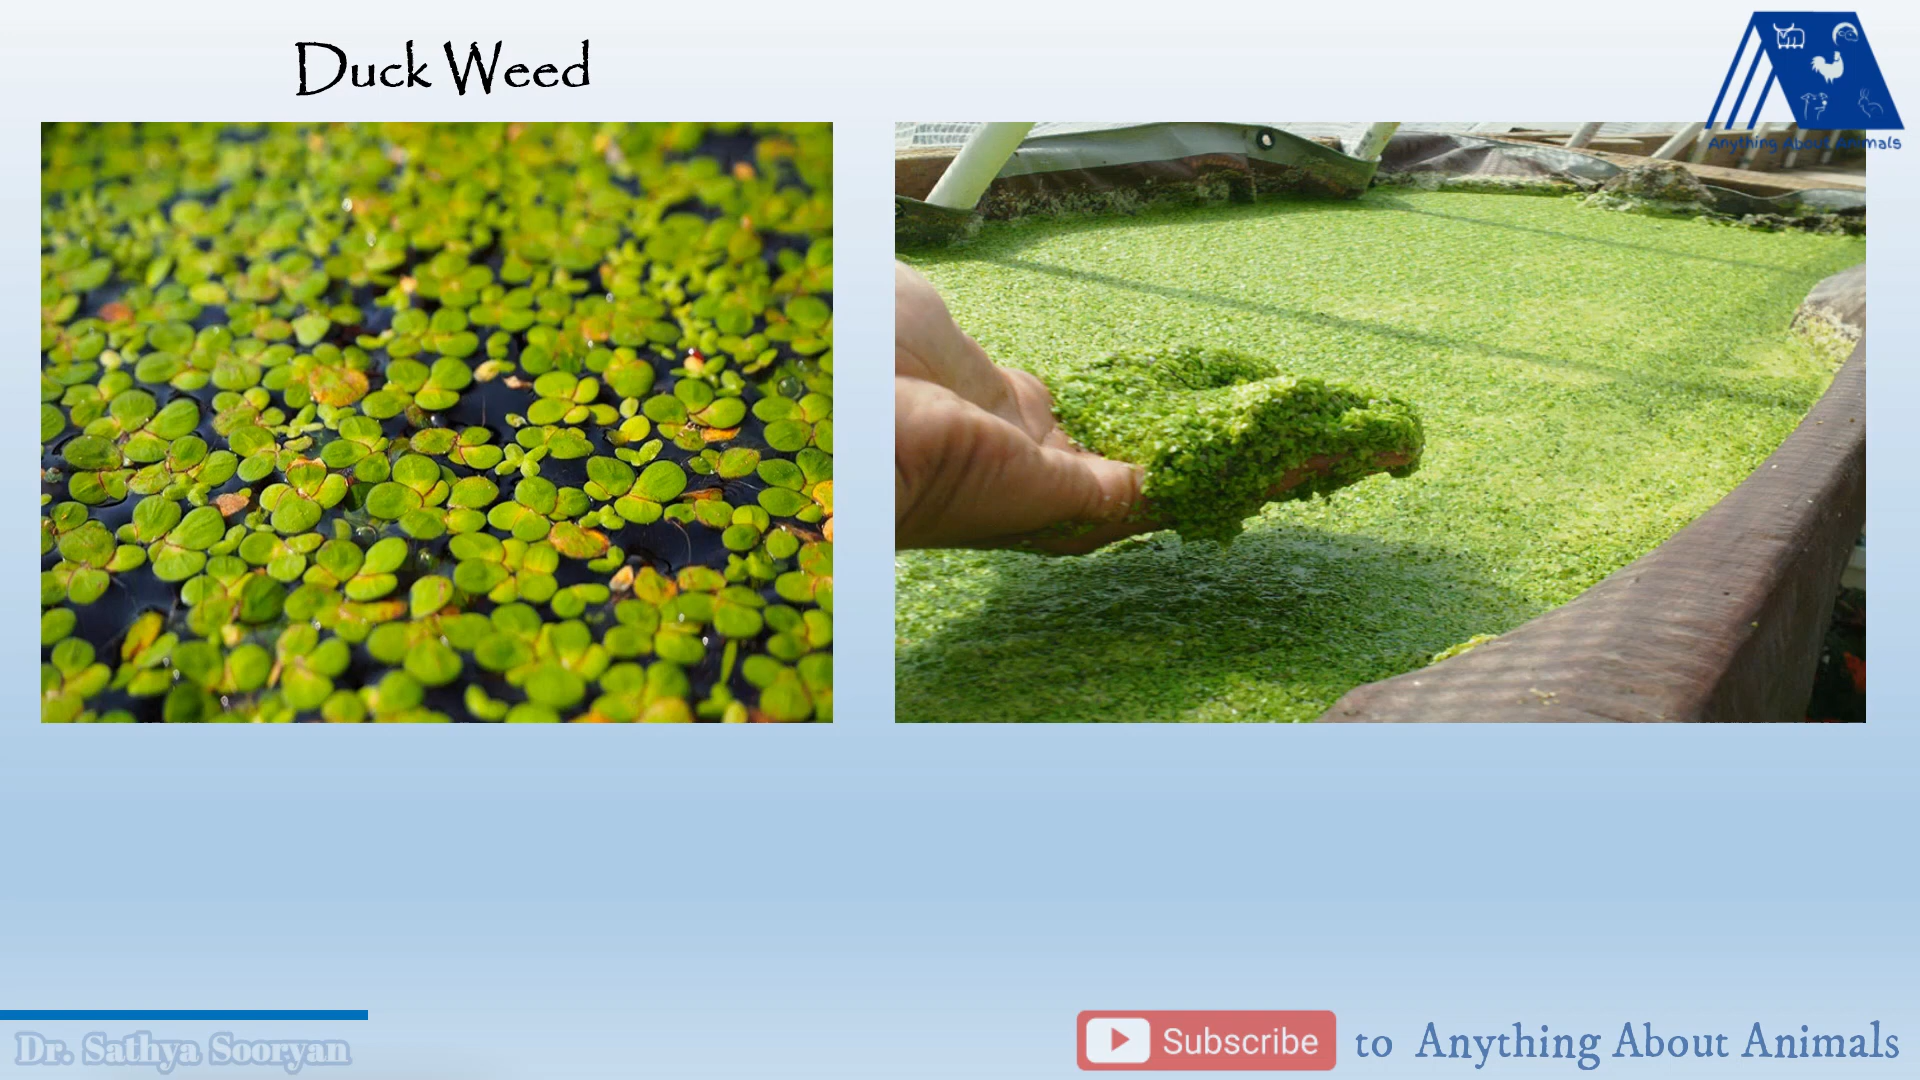 Duck Weed
Anything About Animals
Dr. Sathya Sooryan
Subscribe to Anything About Animals